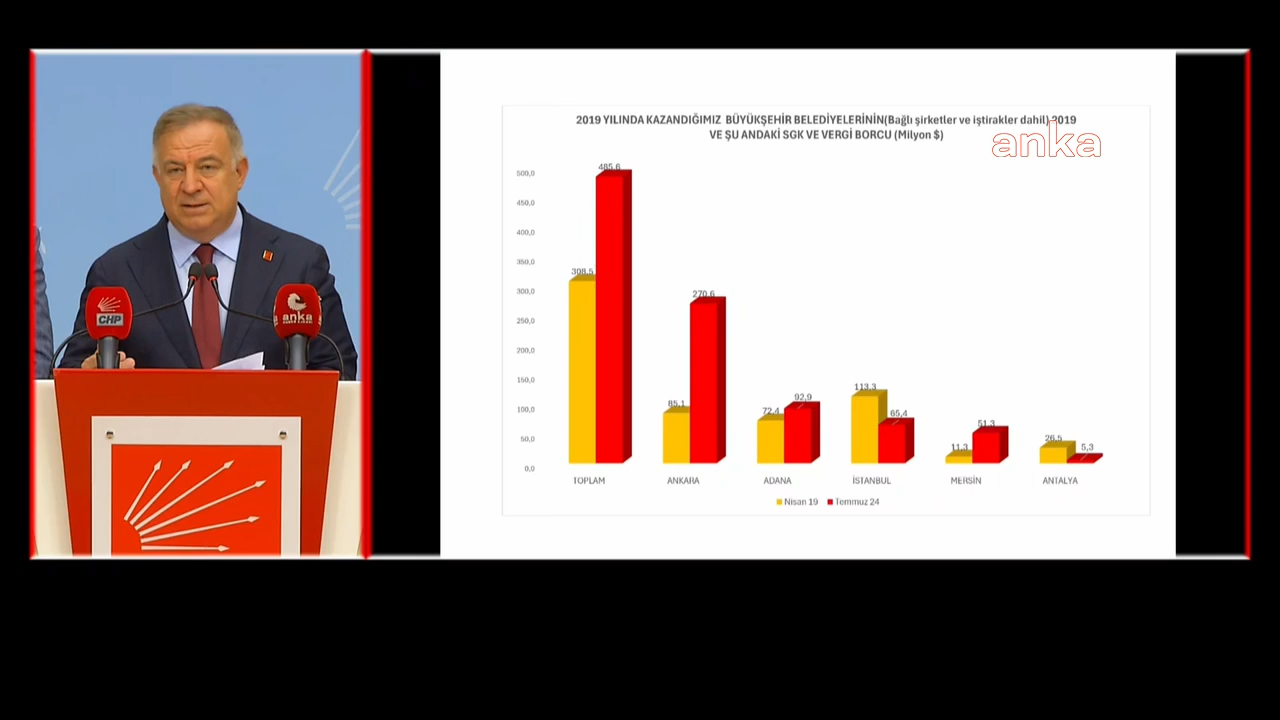 2019 YILINDA KAZANDIĞIMIZ BÜYÜKŞEHİR BELEDİYELERİNİN(Bağlı şirketler ve iştirakler dahil) 2019
VE ŞU ANDAKİ SGK VE VERGİ BORCU (Milyon $)
anka
500,0
450,0
400,0
350,0
300,0
250,0
200,0
150,0
100,0
50,0
0,0
308,5
485,6
85,1
270,6
72,4
92,9
113,3
65,4
11,3
51,3
26,5
5,3
TOPLAM
ANKARA
ADANA
İSTANBUL
MERSİN
ANTALYA
Nisan 19
Temmuz 24
CHP
anka